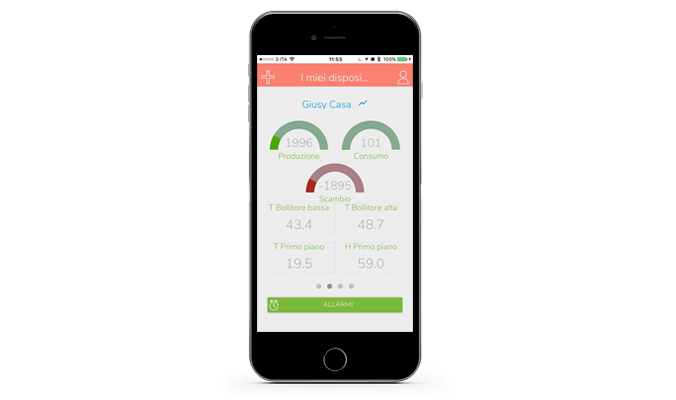 3 ITA 11:53 100%
I miei disposi...
Giusy Casa
1996 101
Produzione Consumo
-1895
Scambio
T Bollitore bassa T Bollitore alta
43.4 48.7
T Primo piano H Primo piano
19.5 59.0
ALLARMI